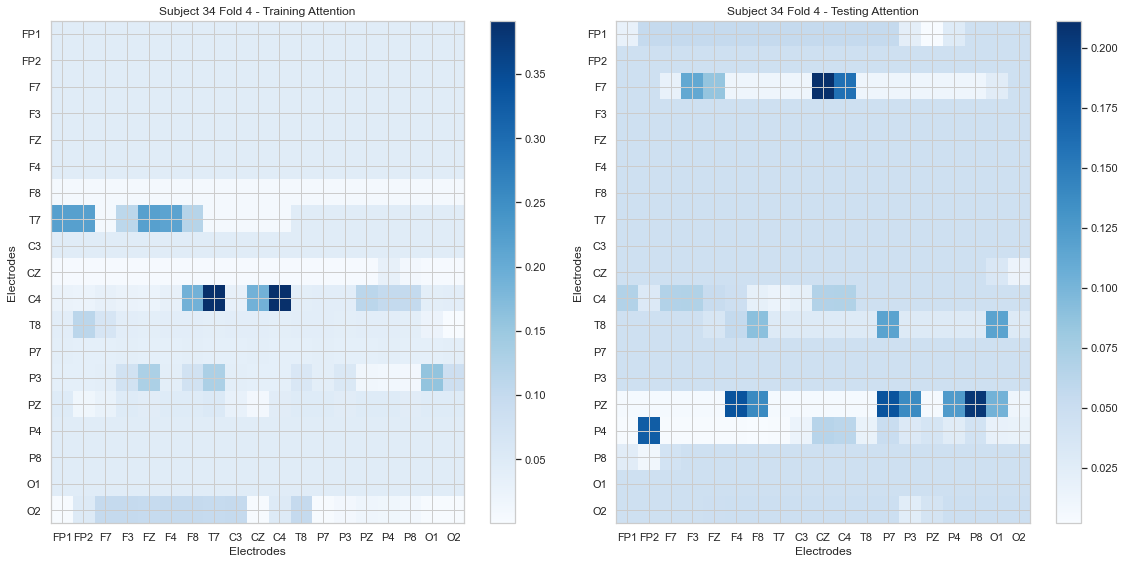 Subject 34 Fold 4 - Training Attention
Electrodes
FP1
FP2
F7
F3
FZ
F4
F8
T7
C3
CZ
C4
T8
P7
P3
PZ
P4
P8
O1
O2
FP1 FP2 F7 F3 FZ F4 F8 T7 C3 CZ C4 T8 P7 P3 PZ P4 P8 O1 O2
Electrodes
0.35
0.30
0.25
0.20
0.15
0.10
0.05
Subject 34 Fold 4 - Testing Attention
Electrodes
FP1
FP2
F7
F3
FZ
F4
F8
T7
C3
CZ
C4
T8
P7
P3
PZ
P4
P8
O1
O2
FP1 FP2 F7 F3 FZ F4 F8 T7 C3 CZ C4 T8 P7 P3 PZ P4 P8 O1 O2
Electrodes
0.200
0.175
0.150
0.125
0.100
0.075
0.050
0.025